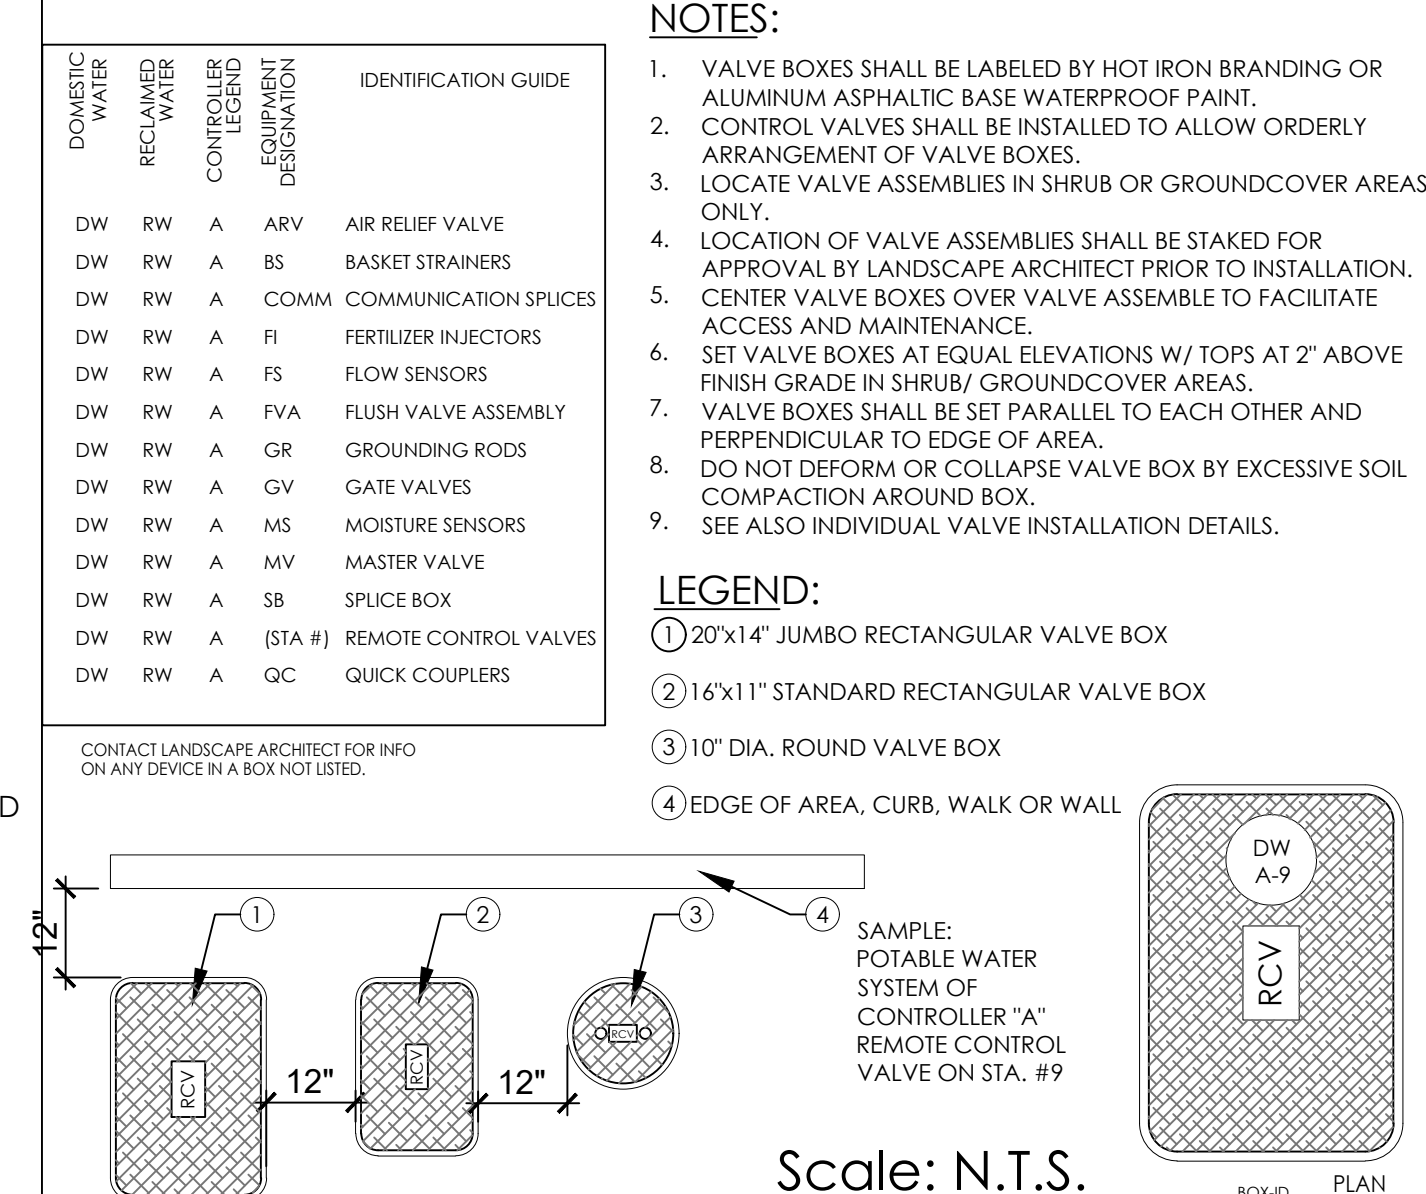 DOMESTIC
WATER
RECLAIMED
WATER
CONTROLLER
LEGEND
EQUIPMENT
DESIGNATION
IDENTIFICATION GUIDE
DW RW A ARV AIR RELIEF VALVE
DW RW A BS BASKET STRAINERS
DW RW A COMM COMMUNICATION SPLICES
DW RW A FI FERTILIZER INJECTORS
DW RW A FS FLOW SENSORS
DW RW A FVA FLUSH VALVE ASSEMBLY
DW RW A GR GROUNDING RODS
DW RW A GV GATE VALVES
DW RW A MS MOISTURE SENSORS
DW RW A MV MASTER VALVE
DW RW A SB SPLICE BOX
DW RW A (STA #) REMOTE CONTROL VALVES
DW RW A QC QUICK COUPLERS
CONTACT LANDSCAPE ARCHITECT FOR INFO
ON ANY DEVICE IN A BOX NOT LISTED.
NOTES:
1. VALVE BOXES SHALL BE LABELED BY HOT IRON BRANDING OR
ALUMINUM ASPHALTIC BASE WATERPROOF PAINT.
2. CONTROL VALVES SHALL BE INSTALLED TO ALLOW ORDERLY
ARRANGEMENT OF VALVE BOXES.
3. LOCATE VALVE ASSEMBLIES IN SHRUB OR GROUNDCOVER AREAS
ONLY.
4. LOCATION OF VALVE ASSEMBLIES SHALL BE STAKED FOR
APPROVAL BY LANDSCAPE ARCHITECT PRIOR TO INSTALLATION.
5. CENTER VALVE BOXES OVER VALVE ASSEMBLE TO FACILITATE
ACCESS AND MAINTENANCE.
6. SET VALVE BOXES AT EQUAL ELEVATIONS W/ TOPS AT 2" ABOVE
FINISH GRADE IN SHRUB/ GROUNDCOVER AREAS.
7. VALVE BOXES SHALL BE SET PARALLEL TO EACH OTHER AND
PERPENDICULAR TO EDGE OF AREA.
8. DO NOT DEFORM OR COLLAPSE VALVE BOX BY EXCESSIVE SOIL
COMPACTION AROUND BOX.
9. SEE ALSO INDIVIDUAL VALVE INSTALLATION DETAILS.
LEGEND:
1 20"x14" JUMBO RECTANGULAR VALVE BOX
2 16"x11" STANDARD RECTANGULAR VALVE BOX
3 10" DIA. ROUND VALVE BOX
4 EDGE OF AREA, CURB, WALK OR WALL
D
12"
1
2
3
4
RCV
12"
RCV
12"
RCV
SAMPLE:
POTABLE WATER
SYSTEM OF
CONTROLLER "A"
REMOTE CONTROL
VALVE ON STA. #9
DW
A-9
RCV
Scale: N.T.S.
BOX-ID
PLAN